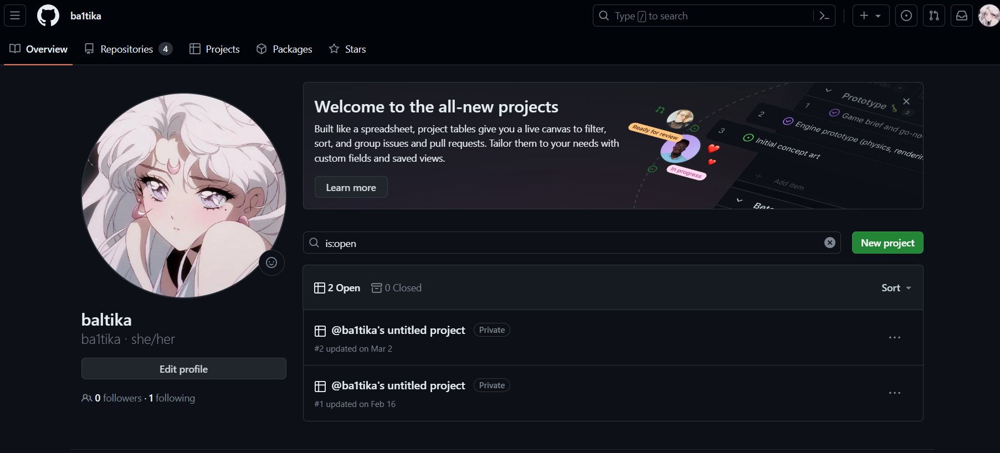 ba1tika
Type / to search
Overview
Repositories 4
Projects
Packages
Stars
Welcome to the all-new projects
Built like a spreadsheet, project tables give you a live canvas to filter,
sort, and group issues and pull requests. Tailor them to your needs with
custom fields and saved views.
Learn more
Ready for review
In progress
Plan
Prototype
3
1
Game brief and go-no-
2
Engine prototype (physics, renderin
3
Initial concept art
Add item
Beta
is:open
New project
2 Open
0 Closed
Sort
@ba1tika's untitled project
Private
#2 updated on Mar 2
@ba1tika's untitled project
Private
#1 updated on Feb 16
baltika
ba1tika · she/her
Edit profile
0 followers · 1 following